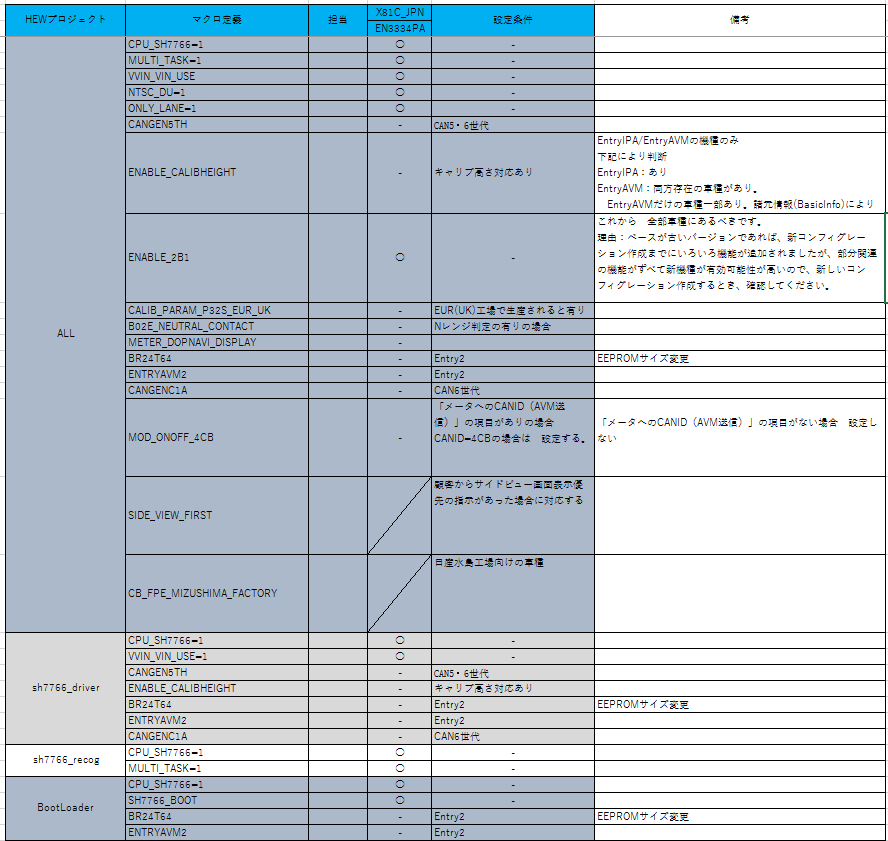 HEWプロジェクト マクロ定義 担当 X81C_JPN 設定条件 備考
EN3334PA
ALL
CPU_SH7766=1 〇 -
MULTI_TASK=1 〇 -
VVIN_VIN_USE 〇 -
NTSC_DU=1 〇 -
ONLY_LANE=1 〇 -
CANGEN5TH - CAN5・6世代
ENABLE_CALIBHEIGHT - キャリブ高さ対応あり
EntryIPA/EntryAVMの機種のみ
下記により判断
EntryIPA：あり
EntryAVM：両方存在の車種があり。
EntryAVMだけの車種一部あり。諸元情報(BasicInfo)により
ENABLE_2B1 〇 -
これから　全部車種にあるべきです。
理由：ベースが古いバージョンであれば、新コンフィグレー
ション作成までにいろいろ機能が追加されましたが、部分関連
の機能がずべて新機種が有効可能性が高いので、新しいコン
フィグレーション作成するとき、確認してください。
CALIB_PARAM_P32S_EUR_UK - EUR(UK)工場で生産されると有り
B02E_NEUTRAL_CONTACT - Nレンジ判定の有りの場合
METER_DOPNAVI_DISPLAY -
BR24T64 - Entry2 EEPROMサイズ変更
ENTRYAVM2 - Entry2
CANGENC1A - CAN6世代
MOD_ONOFF_4CB -
「メータへのCANID（AVM送
信）」の項目がありの場合
CANID=4CBの場合は　設定する。
「メータへのCANID（AVM送信）」の項目がない場合　設定し
ない
SIDE_VIEW_FIRST
顧客からサイドビュー画面表示優
先の指示があった場合に対応する
CB_FPE_MIZUSHIMA_FACTORY
日産水島工場向けの車種
sh7766_driver
CPU_SH7766=1 〇 -
VVIN_VIN_USE=1 〇 -
CANGEN5TH - CAN5・6世代
ENABLE_CALIBHEIGHT - キャリブ高さ対応あり
BR24T64 - Entry2 EEPROMサイズ変更
ENTRYAVM2 - Entry2
CANGENC1A - CAN6世代
sh7766_recog
CPU_SH7766=1 〇 -
MULTI_TASK=1 〇 -
BootLoader
CPU_SH7766=1 〇 -
SH7766_BOOT 〇 -
BR24T64 - Entry2 EEPROMサイズ変更
ENTRYAVM2 - Entry2